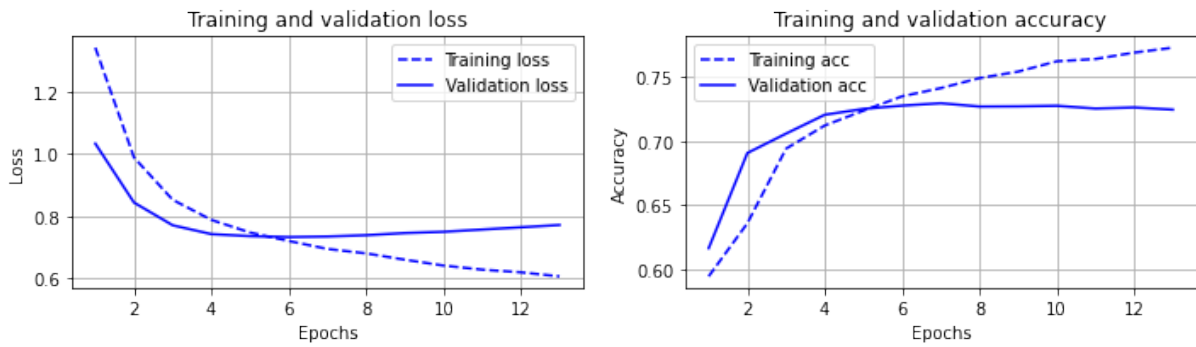 Training and validation loss
Training loss
Validation loss
1.2
1.0
0.8
0.6
Loss
2 4 6 8 10 12
Epochs
Training and validation accuracy
Training acc
Validation acc
0.75
0.70
0.65
0.60
Accuracy
2 4 6 8 10 12
Epochs